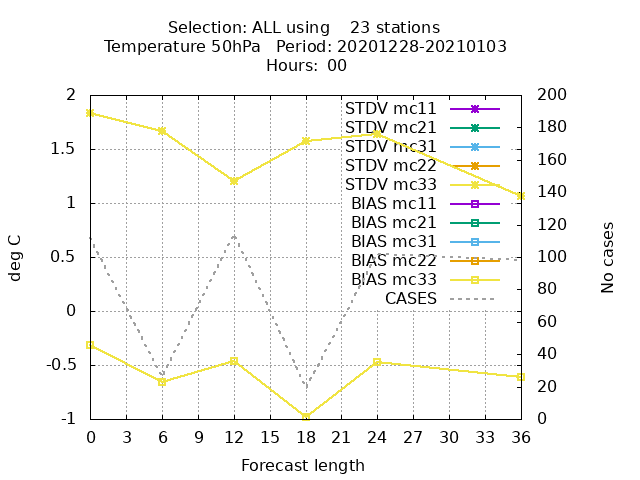 Selection: ALL using    23 stations
Temperature 50hPa   Period: 20201228-20210103
Hours:  00
2
1.5
1
0.5
0
-0.5
-1
deg C
200
180
160
140
120
100
80
60
40
20
0
No cases
STDV mc11
STDV mc21
STDV mc31
STDV mc22
STDV mc33
BIAS mc11
BIAS mc21
BIAS mc31
BIAS mc22
BIAS mc33
CASES
0 3 6 9 12 15 18 21 24 27 30 33 36
Forecast length